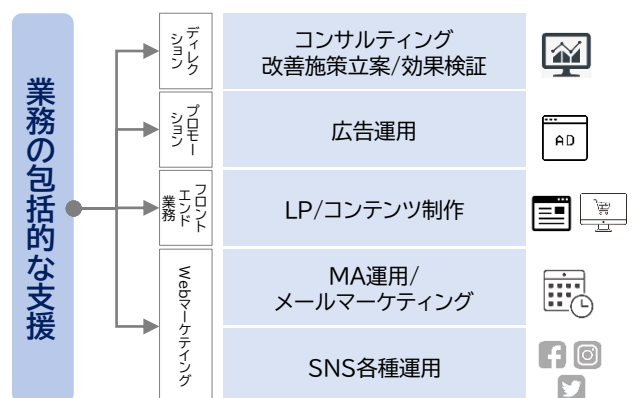 業務の包括的な支援
ディレク
ション
コンサルティング
改善施策立案/効果検証
プロモー
ション
広告運用
AD
フロント
エンド
業務
LP/コンテンツ制作
Webマーケテイング
MA運用/
メールマーケティング
SNS各種運用